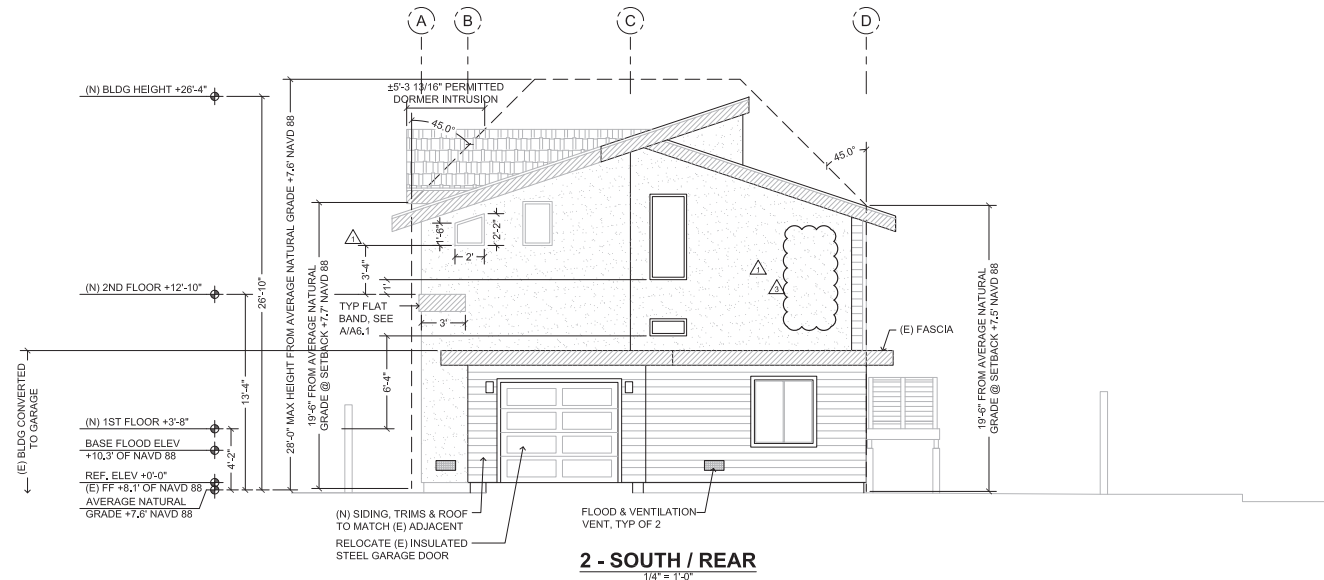 A
B
C
D
(N) BLDG HEIGHT +26'-4"
±5'-3 13/16" PERMITTED
DORMER INTRUSION
45.0°
45.0°
28'-0" MAX HEIGHT FROM AVERAGE NATURAL GRADE +7.6' NAVD 88
26'-10"
19'-6" FROM AVERAGE NATURAL
GRADE @ SETBACK +7.7' NAVD 88
1
1'-6"
2'-2"
2'
3'-4"
1'
1
3
(N) 2ND FLOOR +12'-10"
TYP FLAT
BAND, SEE
A/A6.1
3'
6'-4"
(E) FASCIA
19'-6" FROM AVERAGE NATURAL
GRADE @ SETBACK +7.5' NAVD 88
(E) BLDG CONVERTED
TO GARAGE
13'-4"
(N) 1ST FLOOR +3'-8"
4'-2"
BASE FLOOD ELEV
+10.3' OF NAVD 88
REF. ELEV +0'-0"
(E) FF +8.1' OF NAVD 88
AVERAGE NATURAL
GRADE +7.6' NAVD 88
(N) SIDING, TRIMS & ROOF
TO MATCH (E) ADJACENT
RELOCATE (E) INSULATED
STEEL GARAGE DOOR
FLOOD & VENTILATION
VENT, TYP OF 2
2 - SOUTH / REAR
1/4" = 1'-0"